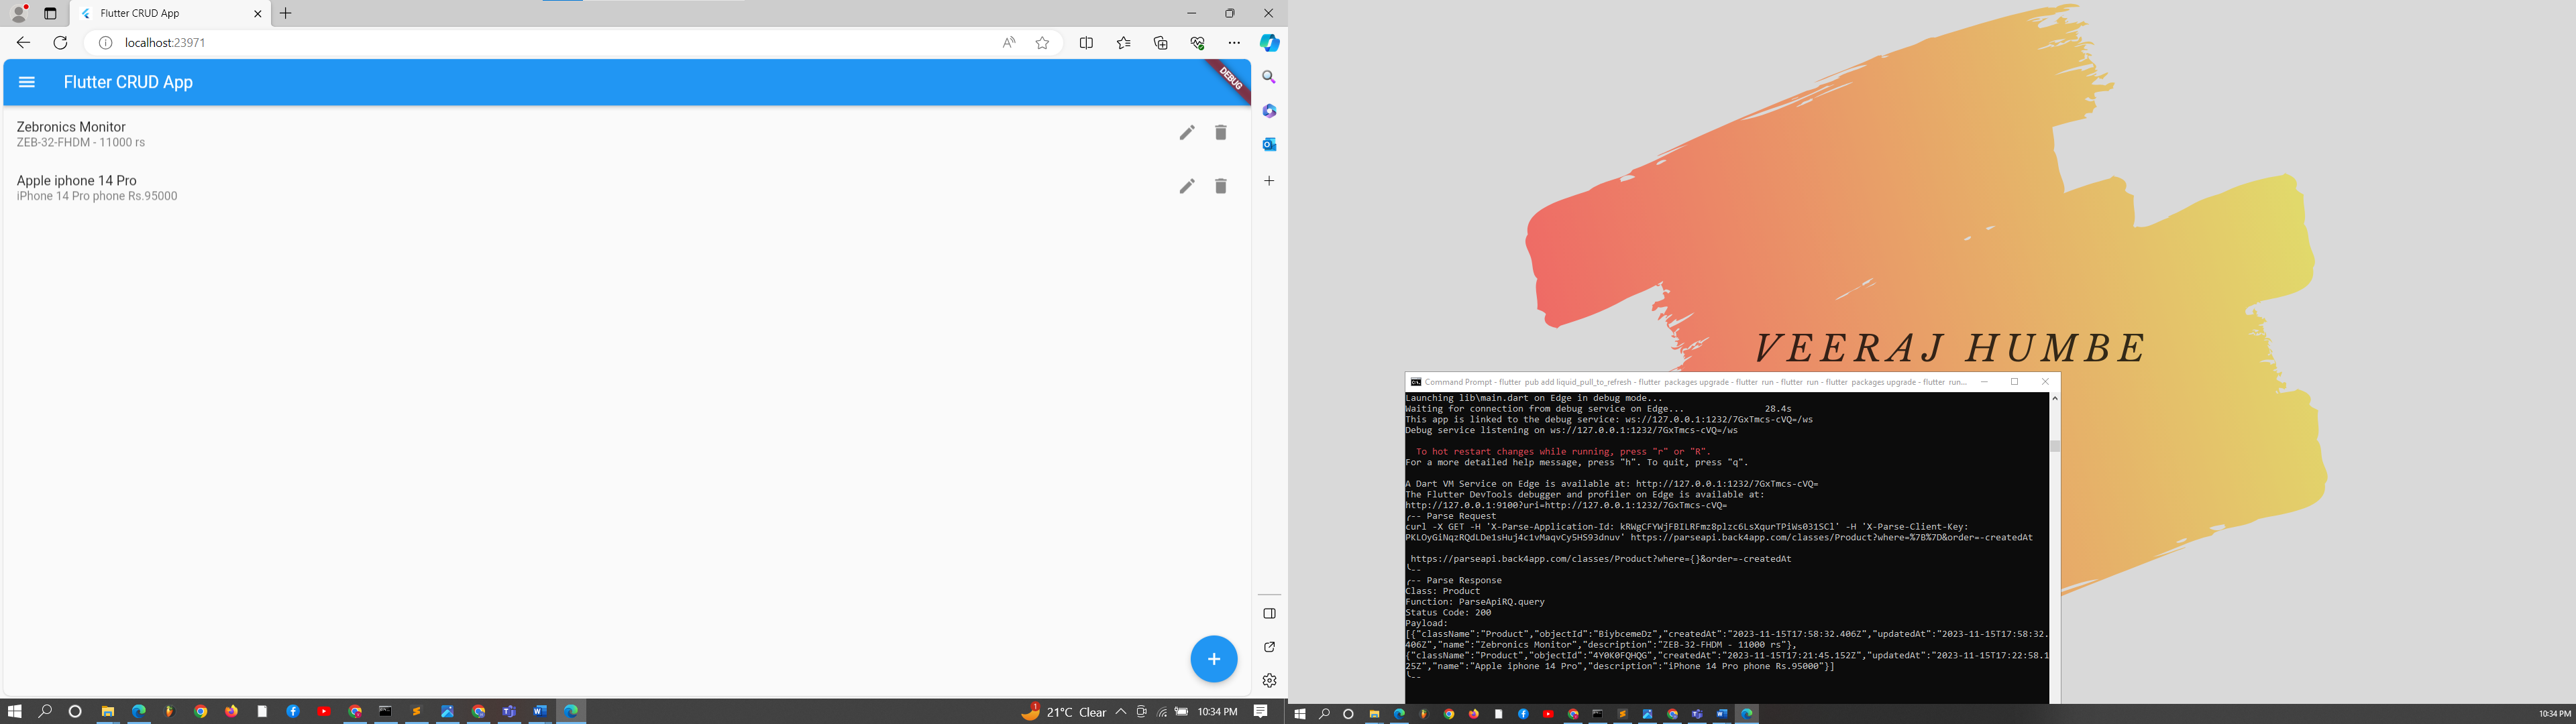 Flutter CRUD App
localhost:23971
Flutter CRUD App
DEBUG
Zebronics Monitor
ZEB-32-FHDM - 11000 rs
Apple iphone 14 Pro
iPhone 14 Pro phone Rs.95000
1
21°C Clear
10:34 PM
VEERAJ HUMBE
Command Prompt - flutter pub add liquid_pull_to_refresh - flutter packages upgrade - flutter run - flutter run - flutter packages upgrade - flutter run...
Launching lib\main.dart on Edge in debug mode...
Waiting for connection from debug service on Edge... 28.4s
This app is linked to the debug service: ws://127.0.0.1:1232/7GxTmcs-cVQ=/ws
Debug service listening on ws://127.0.0.1:1232/7GxTmcs-cVQ=/ws
To hot restart changes while running, press "r" or "R".
For a more detailed help message, press "h". To quit, press "q".
A Dart VM Service on Edge is available at: http://127.0.0.1:1232/7GxTmcs-cVQ=
The Flutter DevTools debugger and profiler on Edge is available at:
http://127.0.0.1:9100?uri=http://127.0.0.1:1232/7GxTmcs-cVQ=
╭-- Parse Request
curl -X GET -H 'X-Parse-Application-Id: kRWgCFYWjFBILRFmz8plzc6LsXqurTPiWs031SCl' -H 'X-Parse-Client-Key:
PKLOyGiNqzRQdLDe1sHuj4c1vMaqvCy5HS93dnuv' https://parseapi.back4app.com/classes/Product?where=%7B%7D&order=-createdAt
https://parseapi.back4app.com/classes/Product?where={}&order=-createdAt
╰--
╭-- Parse Response
Class: Product
Function: ParseApiRQ.query
Status Code: 200
Payload:
[{"className":"Product","objectId":"BiybcemeDz","createdAt":"2023-11-15T17:58:32.406Z","updatedAt":"2023-11-15T17:58:32.
406Z","name":"Zebronics Monitor","description":"ZEB-32-FHDM - 11000 rs"},
{"className":"Product","objectId":"4Y0K0FQHQG","createdAt":"2023-11-15T17:21:45.152Z","updatedAt":"2023-11-15T17:22:58.1
25Z","name":"Apple iphone 14 Pro","description":"iPhone 14 Pro phone Rs.95000"}]
╰--
10:34 PM